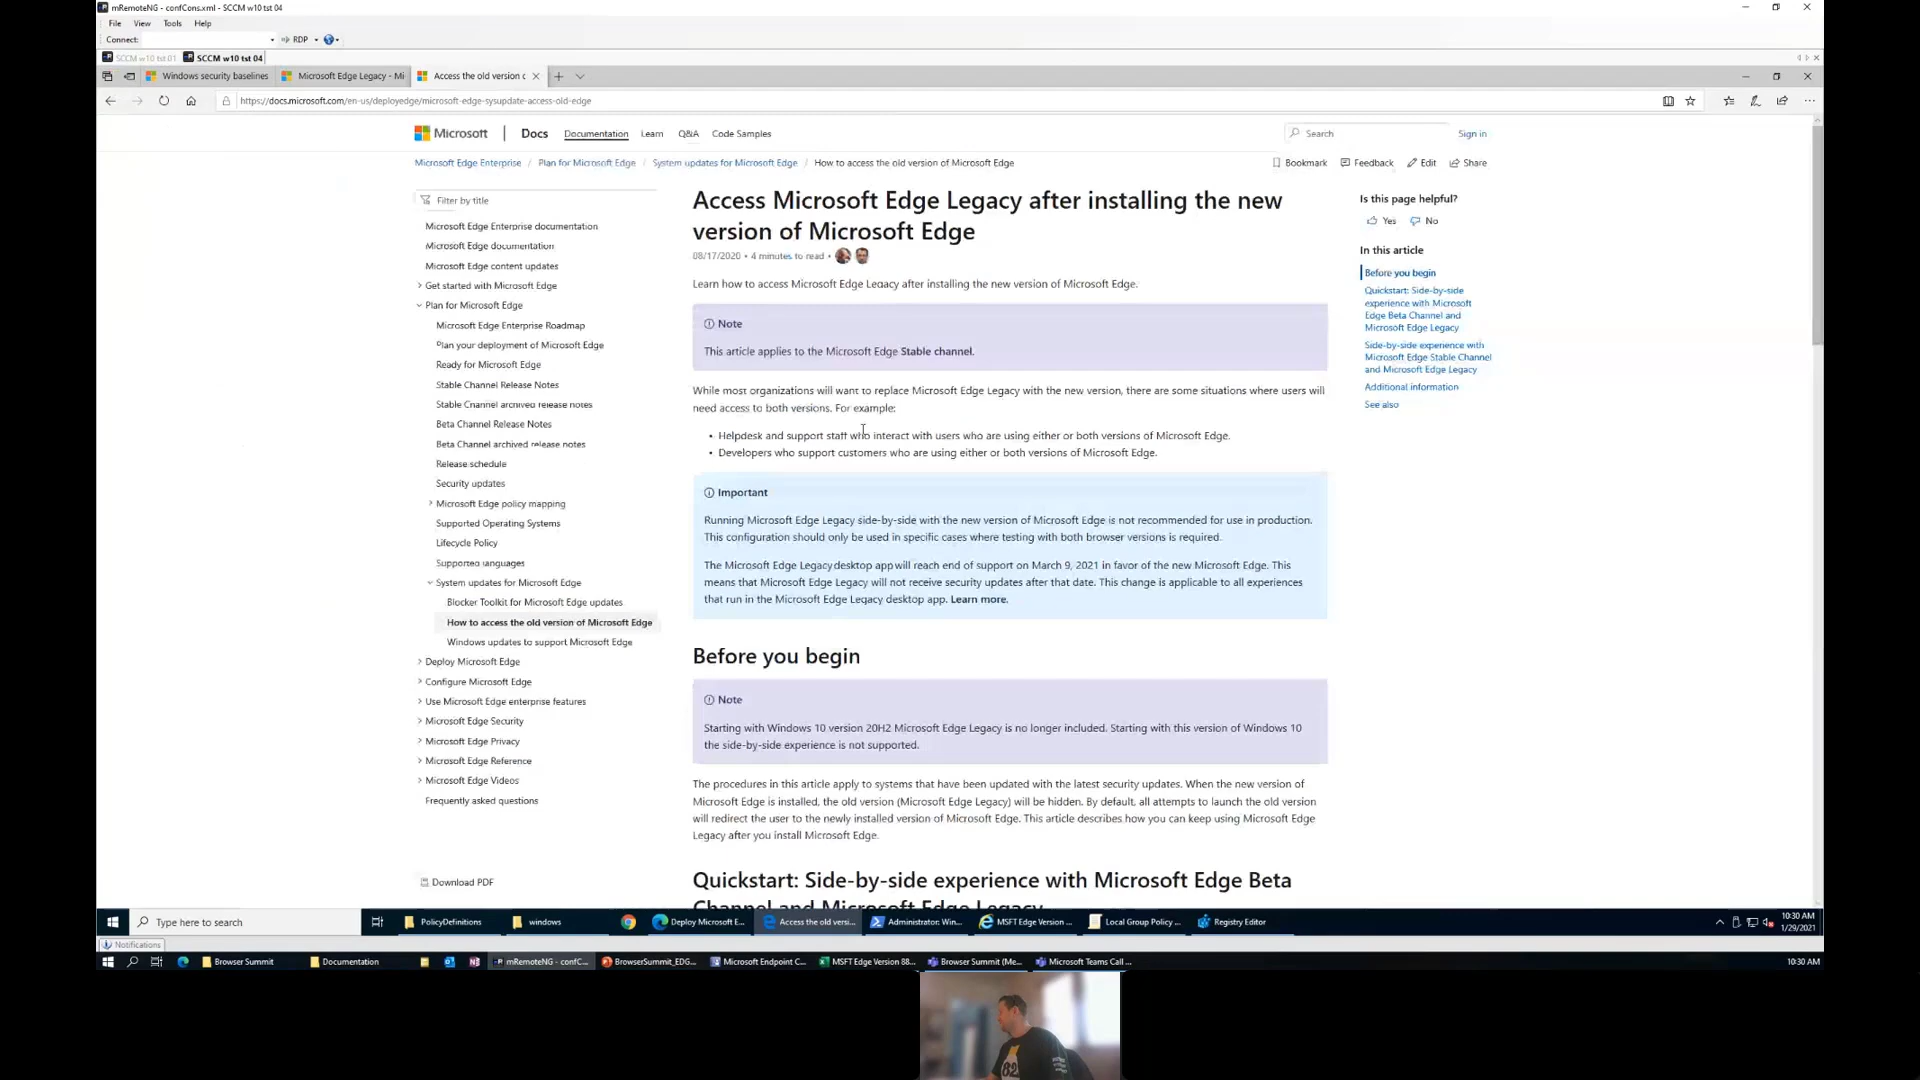 mRemoteNG - confCons.xml - SCCM w10 tst 04
File View Tools Help
Connect: RDP
SCCM w10 tst 01 SCCM w10 tst 04
Windows security baselines Microsoft Edge Legacy - Mi Access the old version c
https://docs.microsoft.com/en-us/deployedge/microsoft-edge-sysupdate-access-old-edge
Microsoft Docs Documentation Learn Q&A Code Samples Search Sign in
Microsoft Edge Enterprise / Plan for Microsoft Edge / System updates for Microsoft Edge / How to access the old version of Microsoft Edge Bookmark Feedback Edit Share
Filter by title
Microsoft Edge Enterprise documentation
Microsoft Edge documentation
Microsoft Edge content updates
Get started with Microsoft Edge
Plan for Microsoft Edge
Microsoft Edge Enterprise Roadmap
Plan your deployment of Microsoft Edge
Ready for Microsoft Edge
Stable Channel Release Notes
Stable Channel archived release notes
Beta Channel Release Notes
Beta Channel archived release notes
Release schedule
Security updates
Microsoft Edge policy mapping
Supported Operating Systems
Lifecycle Policy
Supported languages
System updates for Microsoft Edge
Blocker Toolkit for Microsoft Edge updates
How to access the old version of Microsoft Edge
Windows updates to support Microsoft Edge
Deploy Microsoft Edge
Configure Microsoft Edge
Use Microsoft Edge enterprise features
Microsoft Edge Security
Microsoft Edge Privacy
Microsoft Edge Reference
Microsoft Edge Videos
Frequently asked questions
Download PDF
Access Microsoft Edge Legacy after installing the new
version of Microsoft Edge
08/17/2020 • 4 minutes to read •
Learn how to access Microsoft Edge Legacy after installing the new version of Microsoft Edge.
Note
This article applies to the Microsoft Edge Stable channel.
While most organizations will want to replace Microsoft Edge Legacy with the new version, there are some situations where users will
need access to both versions. For example:
• Helpdesk and support staff who interact with users who are using either or both versions of Microsoft Edge.
• Developers who support customers who are using either or both versions of Microsoft Edge.
Important
Running Microsoft Edge Legacy side-by-side with the new version of Microsoft Edge is not recommended for use in production.
This configuration should only be used in specific cases where testing with both browser versions is required.
The Microsoft Edge Legacy desktop app will reach end of support on March 9, 2021 in favor of the new Microsoft Edge. This
means that Microsoft Edge Legacy will not receive security updates after that date. This change is applicable to all experiences
that run in the Microsoft Edge Legacy desktop app. Learn more.
Before you begin
Note
Starting with Windows 10 version 20H2 Microsoft Edge Legacy is no longer included. Starting with this version of Windows 10
the side-by-side experience is not supported.
The procedures in this article apply to systems that have been updated with the latest security updates. When the new version of
Microsoft Edge is installed, the old version (Microsoft Edge Legacy) will be hidden. By default, all attempts to launch the old version
will redirect the user to the newly installed version of Microsoft Edge. This article describes how you can keep using Microsoft Edge
Legacy after you install Microsoft Edge.
Quickstart: Side-by-side experience with Microsoft Edge Beta
Channel and Microsoft Edge Legacy
Is this page helpful?
Yes No
In this article
Before you begin
Quickstart: Side-by-side
experience with Microsoft
Edge Beta Channel and
Microsoft Edge Legacy
Side-by-side experience with
Microsoft Edge Stable Channel
and Microsoft Edge Legacy
Additional information
See also
Type here to search PolicyDefinitions windows Deploy Microsoft E... Access the old versi... Administrator: Win... MSFT Edge Version ... Local Group Policy ... Registry Editor 10:30 AM
1/29/2021
Notifications
Browser Summit Documentation mRemoteNG - confC... BrowserSummit_EDG... Microsoft Endpoint C... MSFT Edge Version 88... Browser Summit (Me... Microsoft Teams Call ... 10:30 AM
82